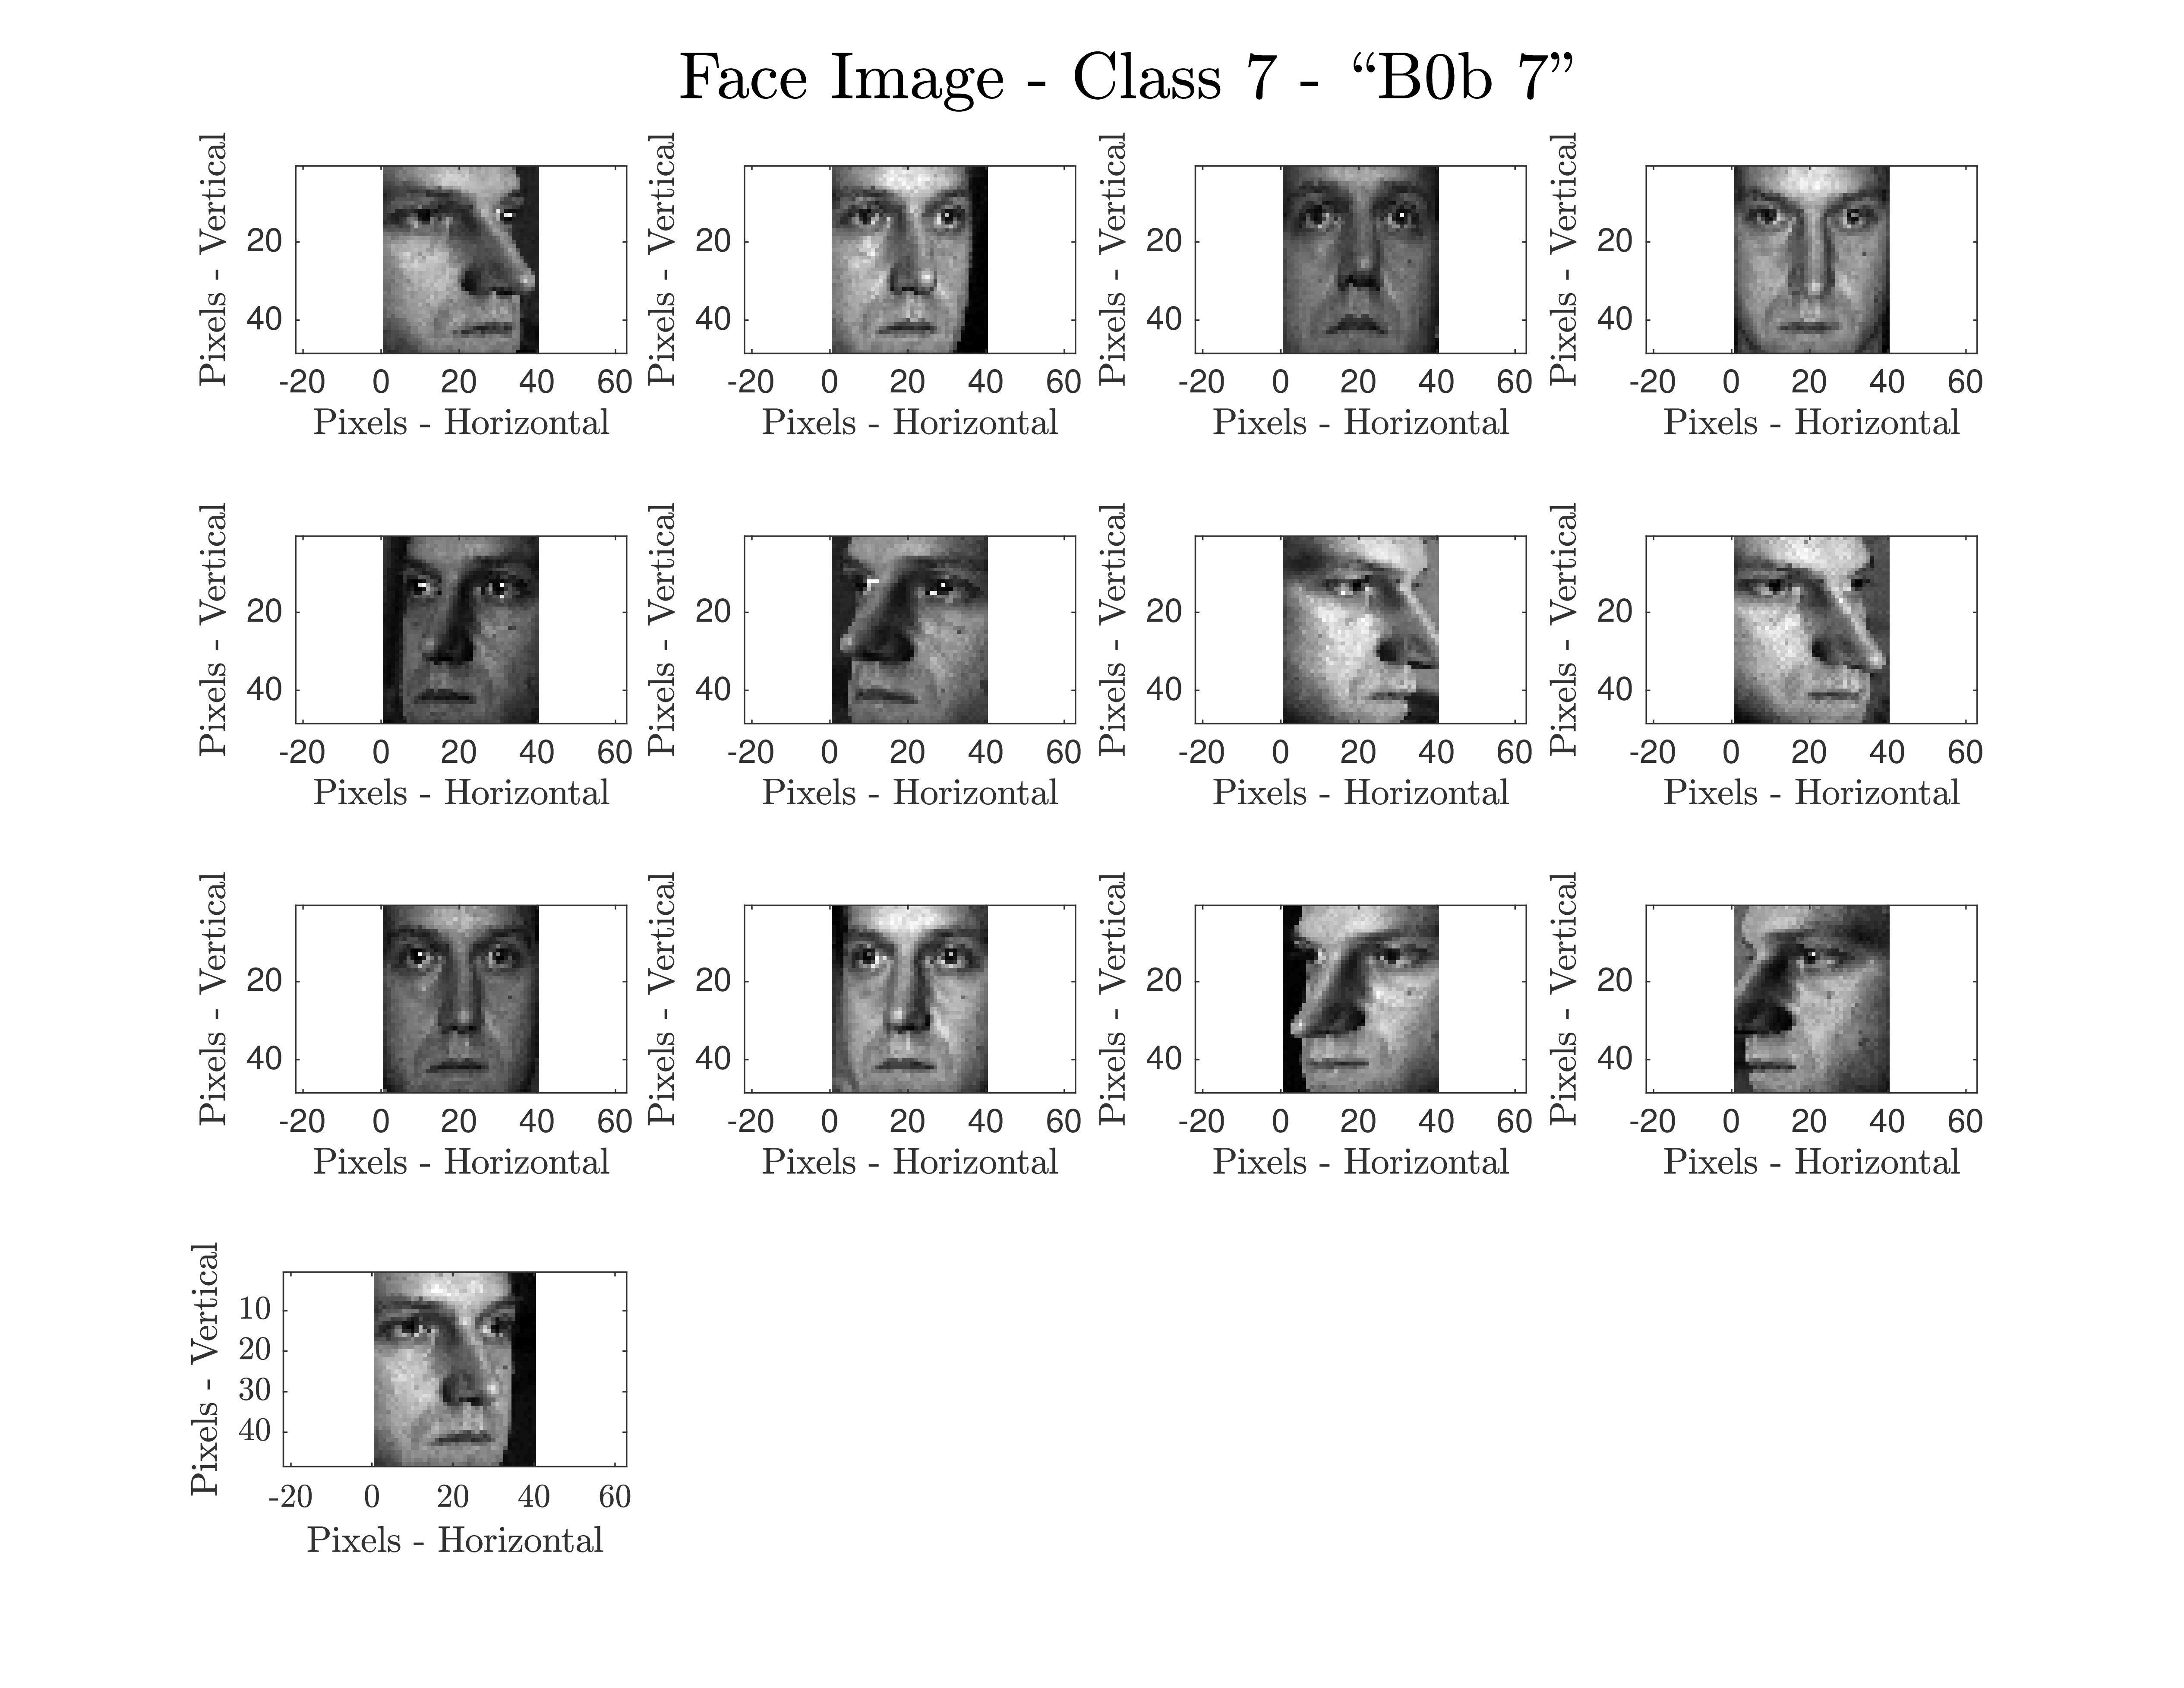 Face Image - Class 7 - “B0b 7”
Pixels - Vertical Pixels - Vertical Pixels - Vertical Pixels - Vertical
20 20 20 20
40 40 40 40
-20 0 20 40 60 -20 0 20 40 60 -20 0 20 40 60 -20 0 20 40 60
Pixels - Horizontal Pixels - Horizontal Pixels - Horizontal Pixels - Horizontal
Pixels - Vertical Pixels - Vertical Pixels - Vertical Pixels - Vertical
20 20 20 20
40 40 40 40
-20 0 20 40 60 -20 0 20 40 60 -20 0 20 40 60 -20 0 20 40 60
Pixels - Horizontal Pixels - Horizontal Pixels - Horizontal Pixels - Horizontal
Pixels - Vertical Pixels - Vertical Pixels - Vertical Pixels - Vertical
20 20 20 20
40 40 40 40
-20 0 20 40 60 -20 0 20 40 60 -20 0 20 40 60 -20 0 20 40 60
Pixels - Horizontal Pixels - Horizontal Pixels - Horizontal Pixels - Horizontal
Pixels - Vertical
10
20
30
40
-20 0 20 40 60
Pixels - Horizontal